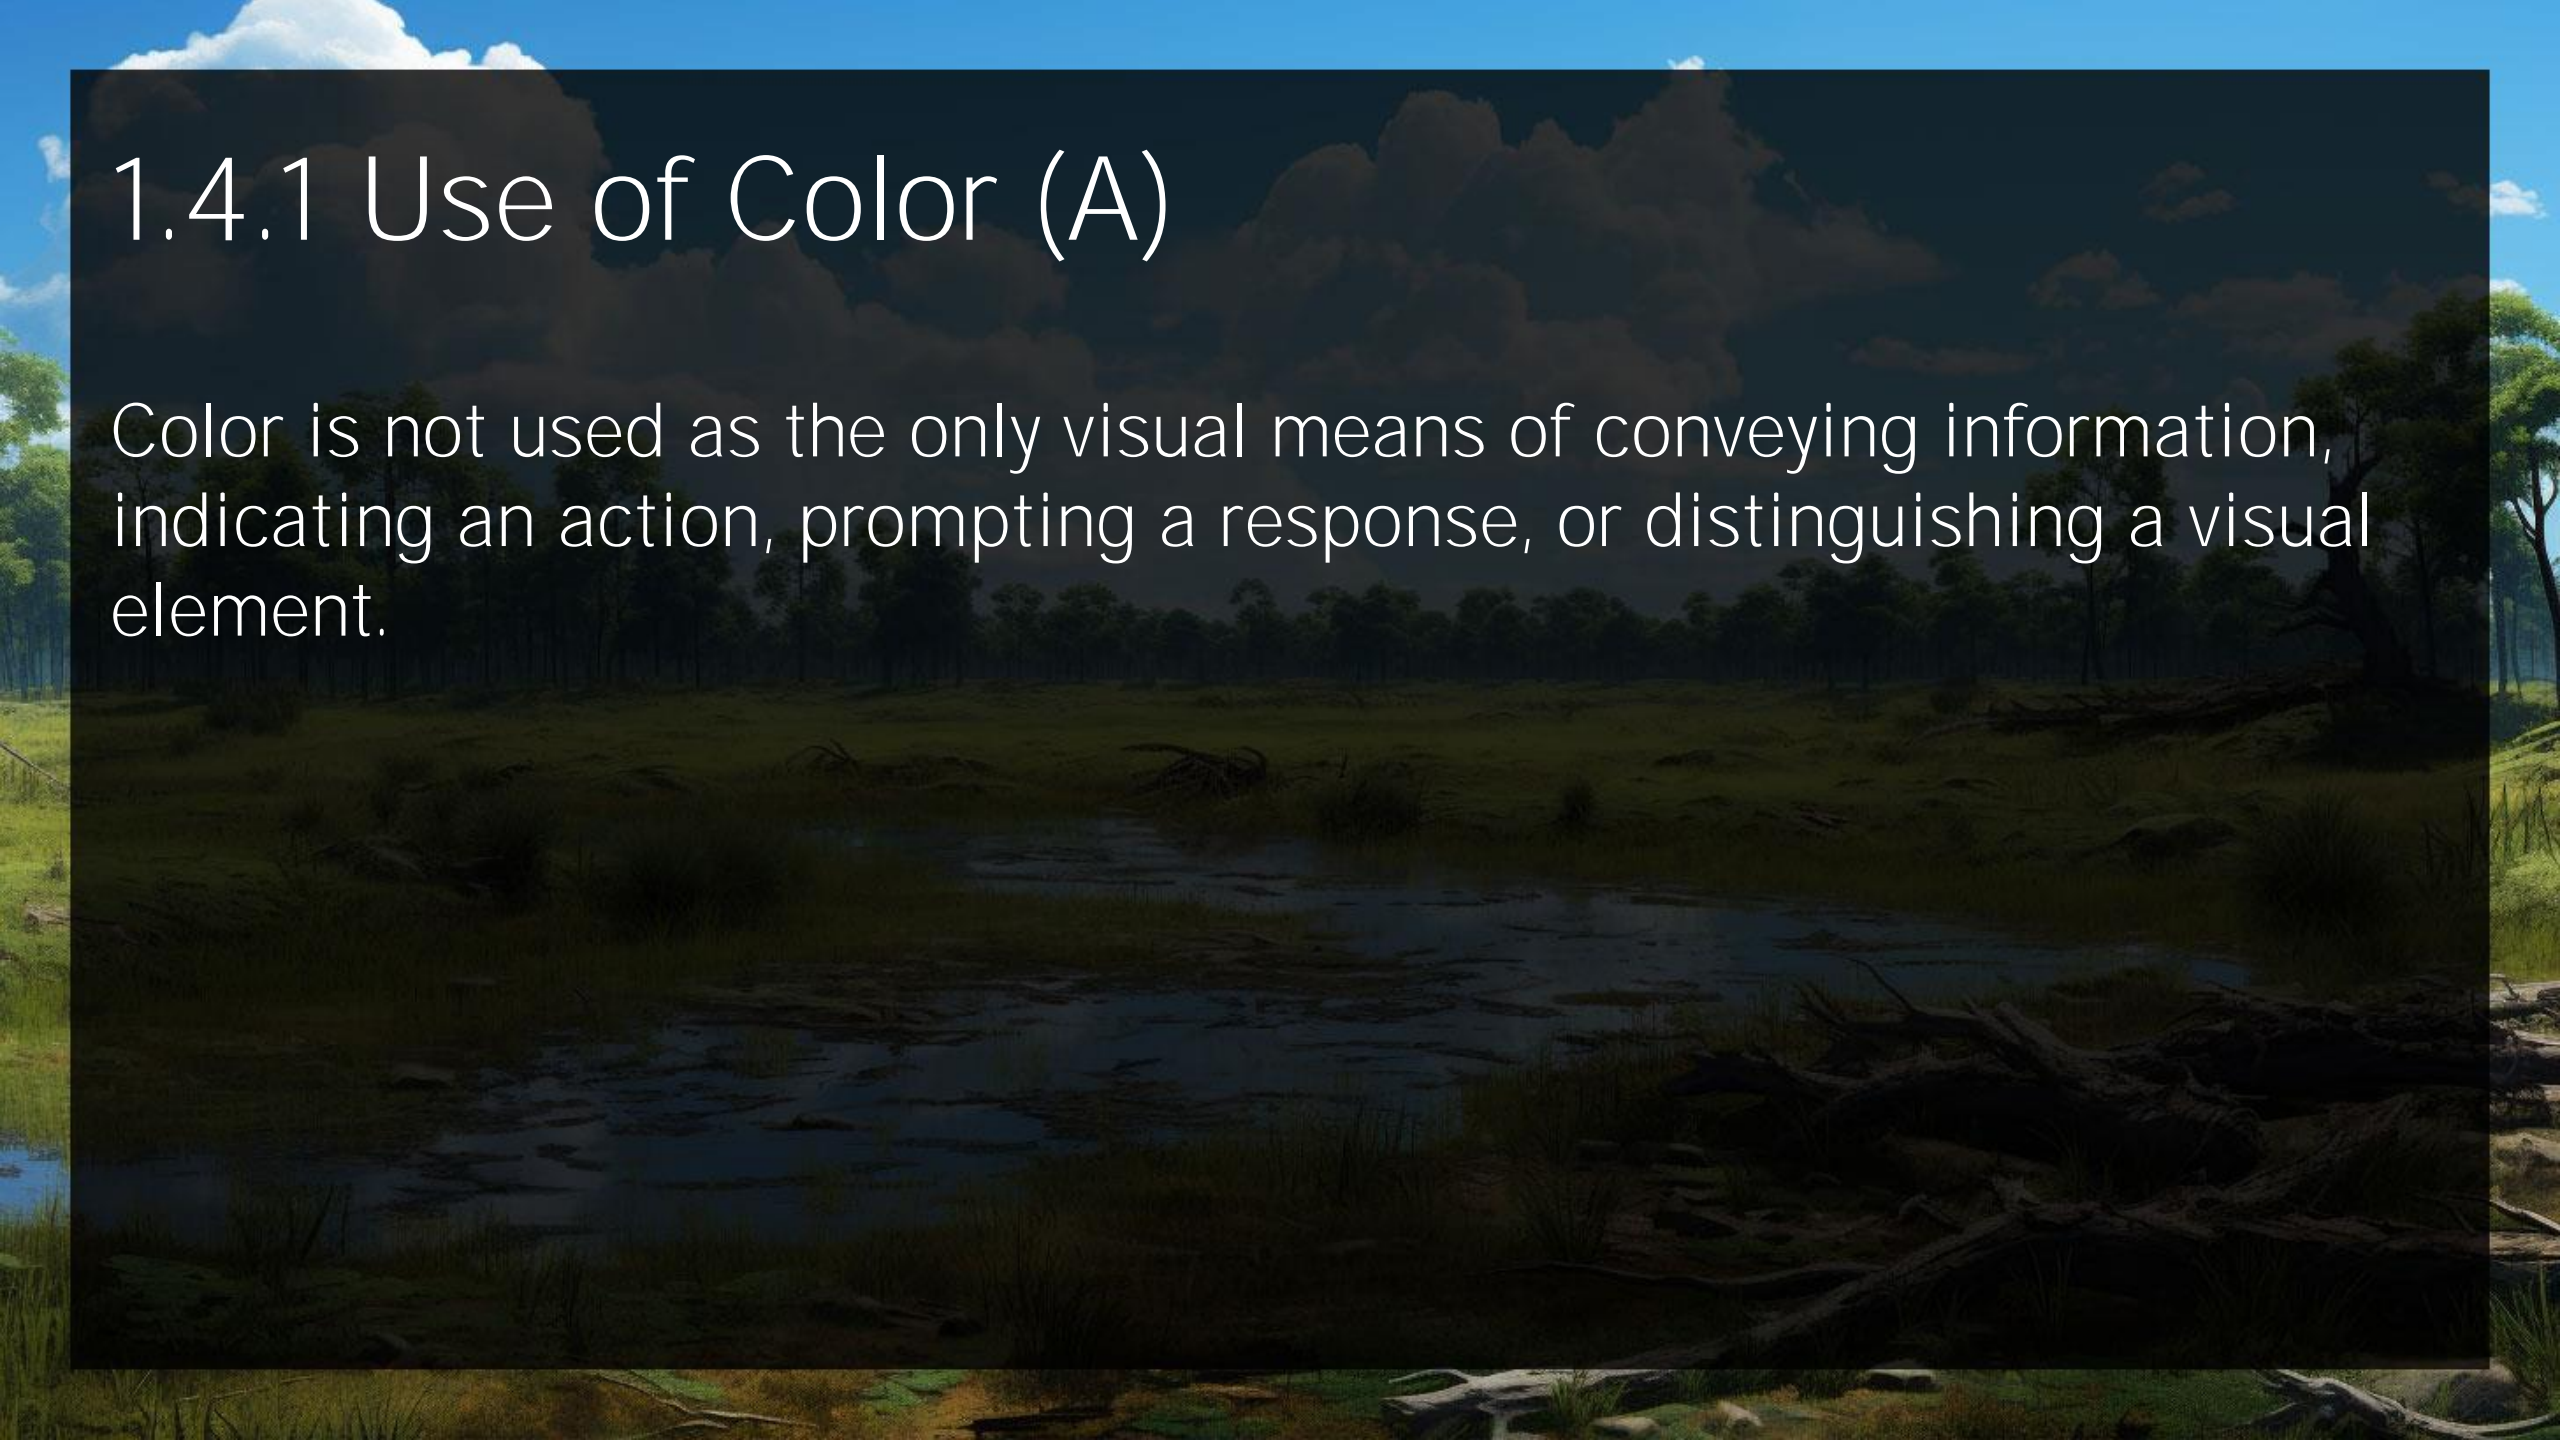 1.4.1 Use of Color (A)
Color is not used as the only visual means of conveying information,
indicating an action, prompting a response, or distinguishing a visual
element.